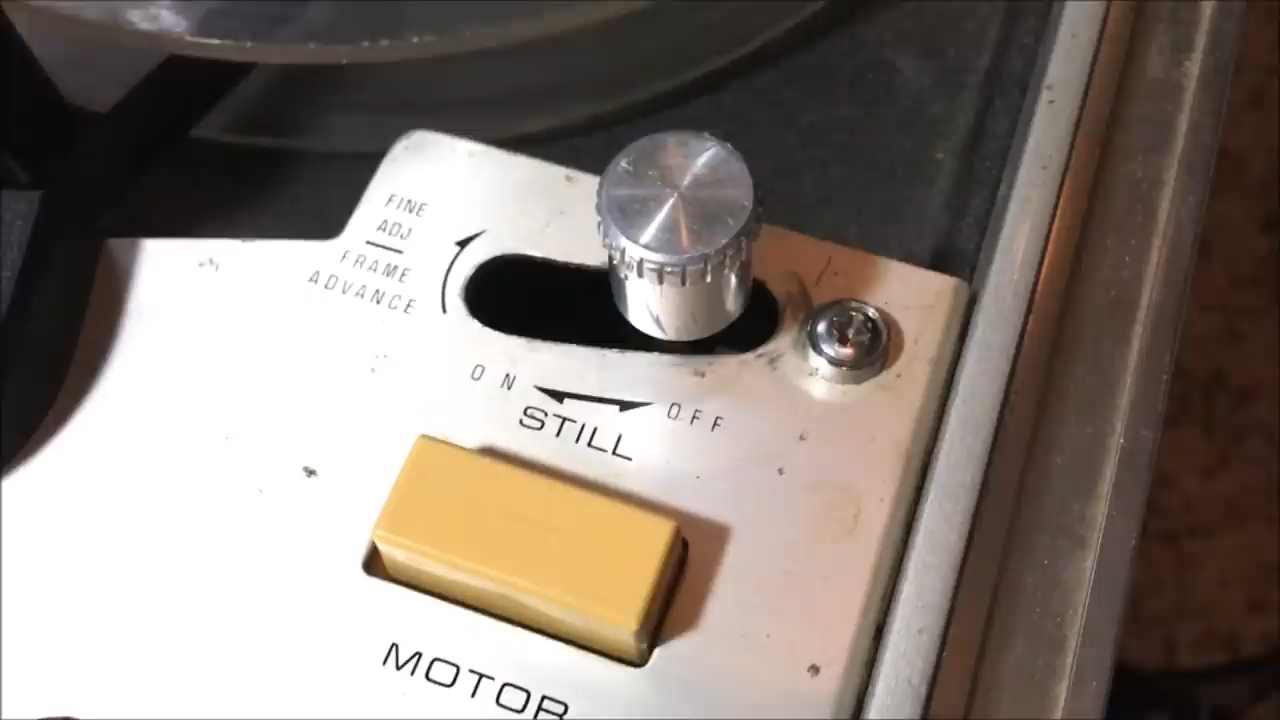 FINE
ADJ
FRAME
ADVANCE
ON OFF
STILL
MOTOR